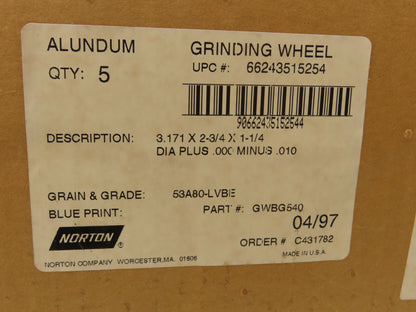 ALUNDUM GRINDING WHEEL
QTY: 5 UPC #: 66243515254
90662435152544
DESCRIPTION: 3.171 X 2-3/4 X 1-1/4
DIA PLUS .000 MINUS .010
GRAIN & GRADE: 53A80-LVBE
BLUE PRINT: PART #: GWBG540
04/97
NORTON® ORDER # C431782
NORTON COMPANY WORCESTER,MA. 01606 MADE IN U.S.A.